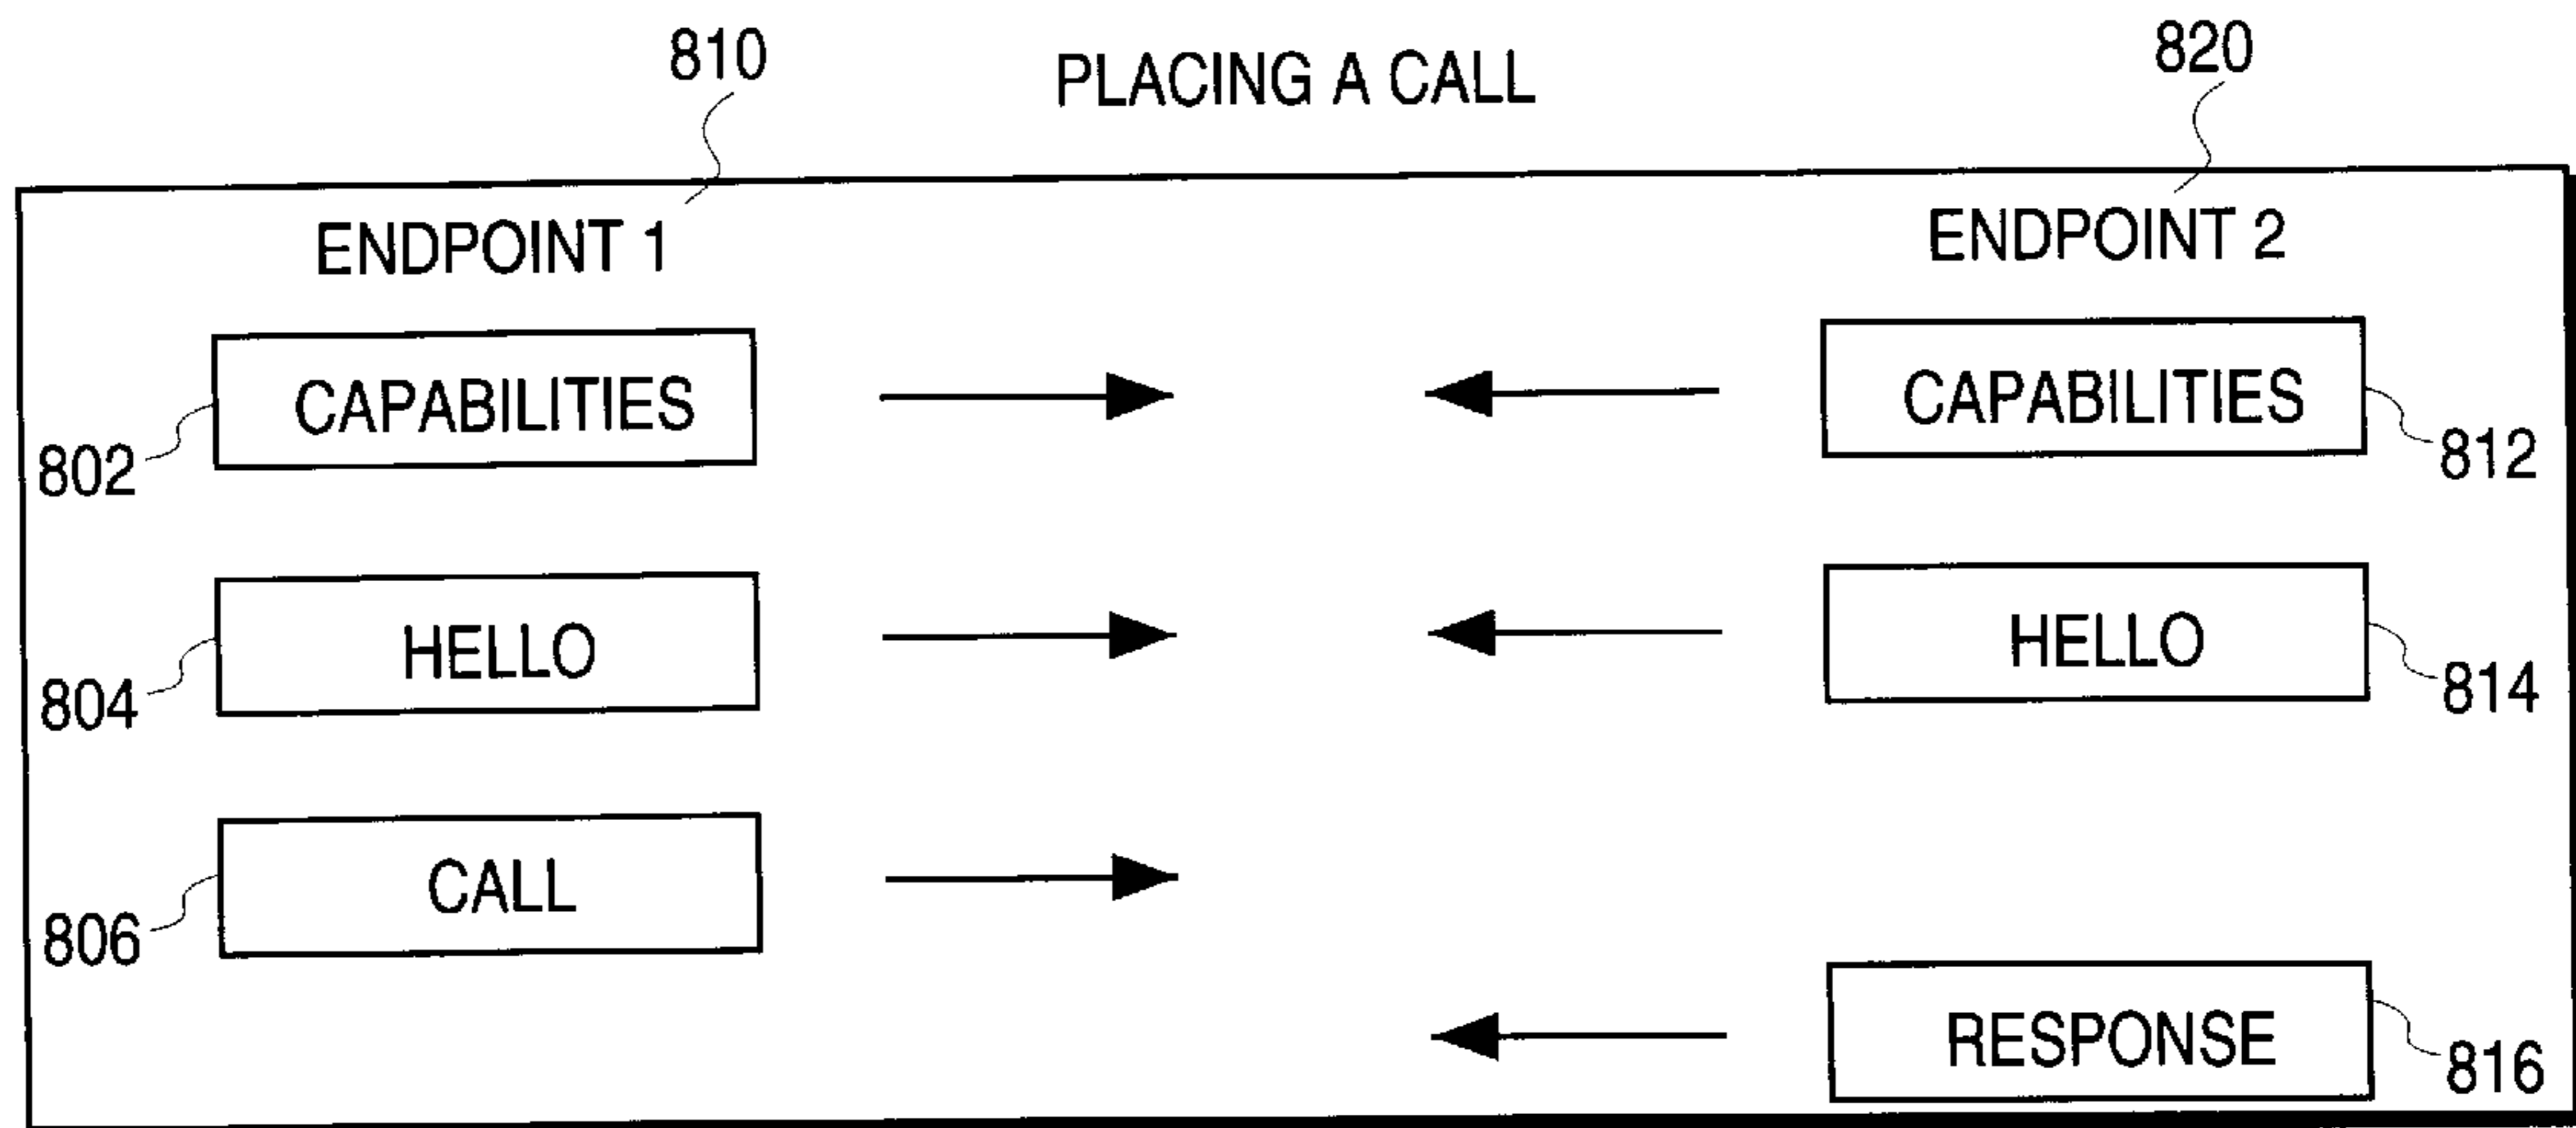 810
PLACING A CALL
820
ENDPOINT 1
ENDPOINT 2
CAPABILITIES
CAPABILITIES
802
812
HELLO
HELLO
804
814
CALL
806
RESPONSE
816